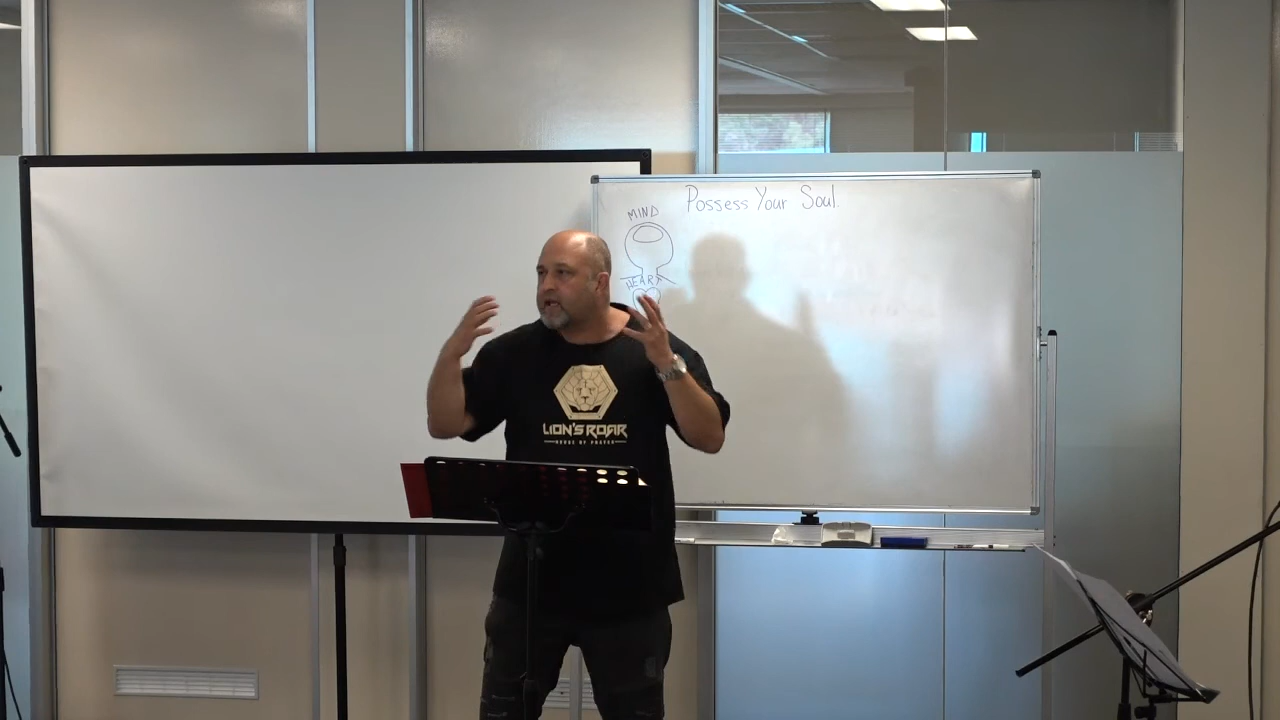 Possess Your Soul.
MIND
HEART
LION'S ROAR
HOUSE OF PRAYER